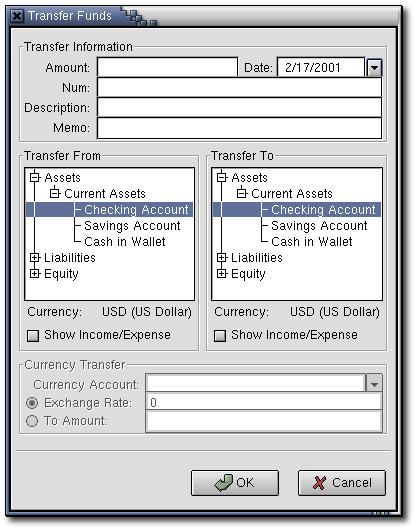 Transfer Funds
Transfer Information
Amount: Date: 2/17/2001
Num:
Description:
Memo:
Transfer From
Assets
Current Assets
Checking Account
Savings Account
Cash in Wallet
Liabilities
Equity
Currency: USD (US Dollar)
Show Income/Expense
Transfer To
Assets
Current Assets
Checking Account
Savings Account
Cash in Wallet
Liabilities
Equity
Currency: USD (US Dollar)
Show Income/Expense
Currency Transfer
Currency Account:
Exchange Rate: 0
To Amount:
OK Cancel